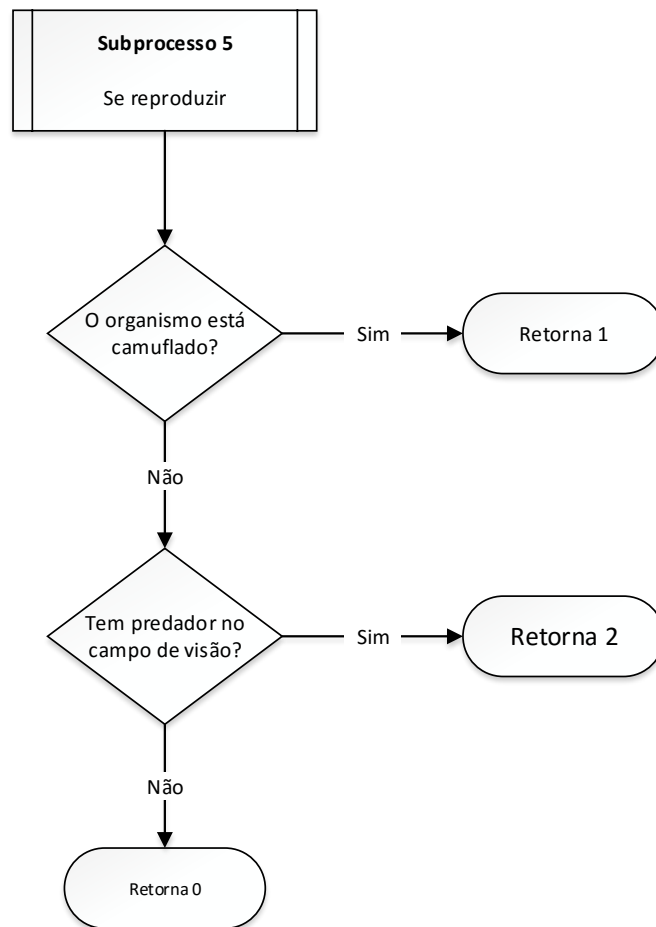 Subprocesso 5
Se reproduzir
O organismo está
camuflado?
Sim
Retorna 1
Não
Tem predador no
campo de visão?
Sim
Retorna 2
Não
Retorna 0